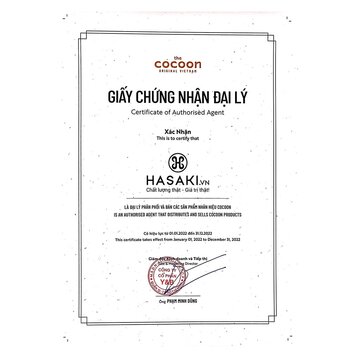 the
cocoon
ORIGINAL VIETNAM
GIẤY CHỨNG NHẬN ĐẠI LÝ
Certificate of Authorised Agent
Xác Nhận
This is to certify that
HASAKI.VN
Chất lượng thật - Giá trị thật!
LÀ ĐẠI LÝ PHÂN PHỐI VÀ BÁN CÁC SẢN PHẨM NHÃN HIỆU COCOON
IS AN AUTHORISED AGENT THAT DISTRIBUTES AND SELLS COCOON PRODUCTS
Có hiệu lực từ 01.01.2022 đến 31.12.2022
This certificate takes effect from January 01, 2022 to December 31, 2022
Giám đốc Kinh doanh và Tiếp thị
Sale & Marketing Director
CÔNG TY
CỔ PHẦN
Ông PHẠM MINH DŨNG